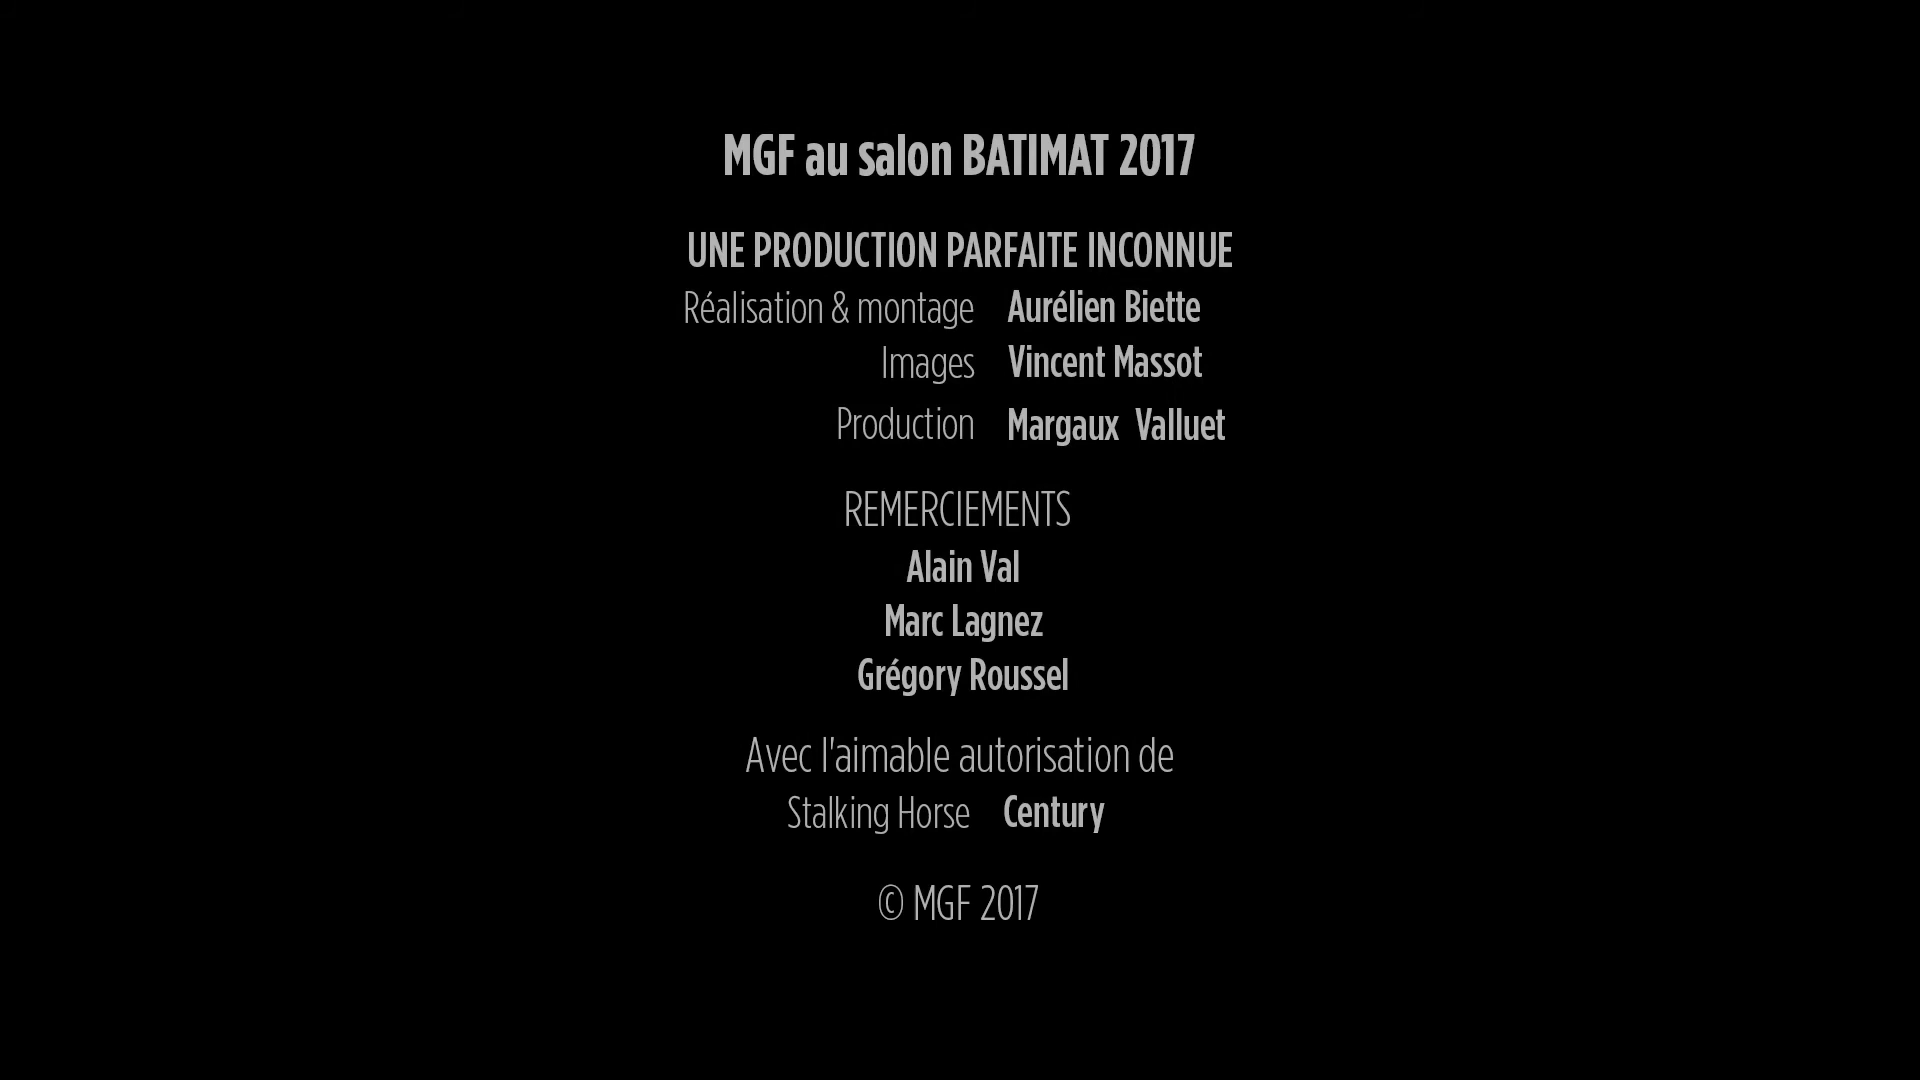 MGF au salon BATIMAT 2017
UNE PRODUCTION PARFAITE INCONNUE
Réalisation & montage Aurélien Biette
Images Vincent Massot
Production Margaux Valluet
REMERCIEMENTS
Alain Val
Marc Lagnez
Grégory Roussel
Avec l'aimable autorisation de
Stalking Horse Century
© MGF 2017